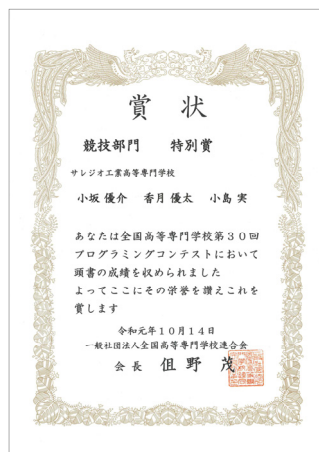 賞状
競技部門 特別賞
サレジオ工業高等専門学校
小坂 優介 香月 優太 小島 実
あなたは全国高等専門学校第30回
プログラミングコンテストにおいて
頭書の成績を収められました
よってここにその栄誉を讃えこれを
賞します
令和元年10月14日
一般社団法人全国高等専門学校連合会
会長 但野 茂